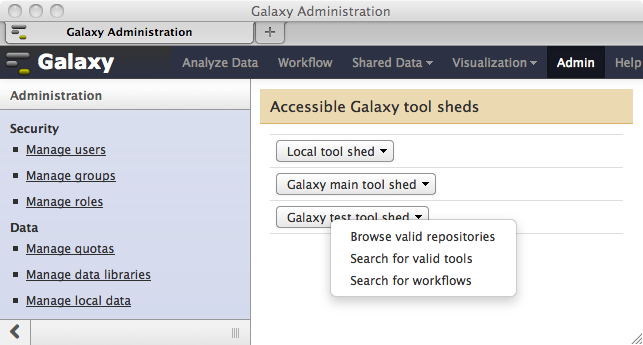 Galaxy Administration
Galaxy Administration
Galaxy Analyze Data Workflow Shared Data Visualization Admin Help
Administration
Security
Manage users
Manage groups
Manage roles
Data
Manage quotas
Manage data libraries
Manage local data
Accessible Galaxy tool sheds
Local tool shed
Galaxy main tool shed
Galaxy test tool shed
Browse valid repositories
Search for valid tools
Search for workflows